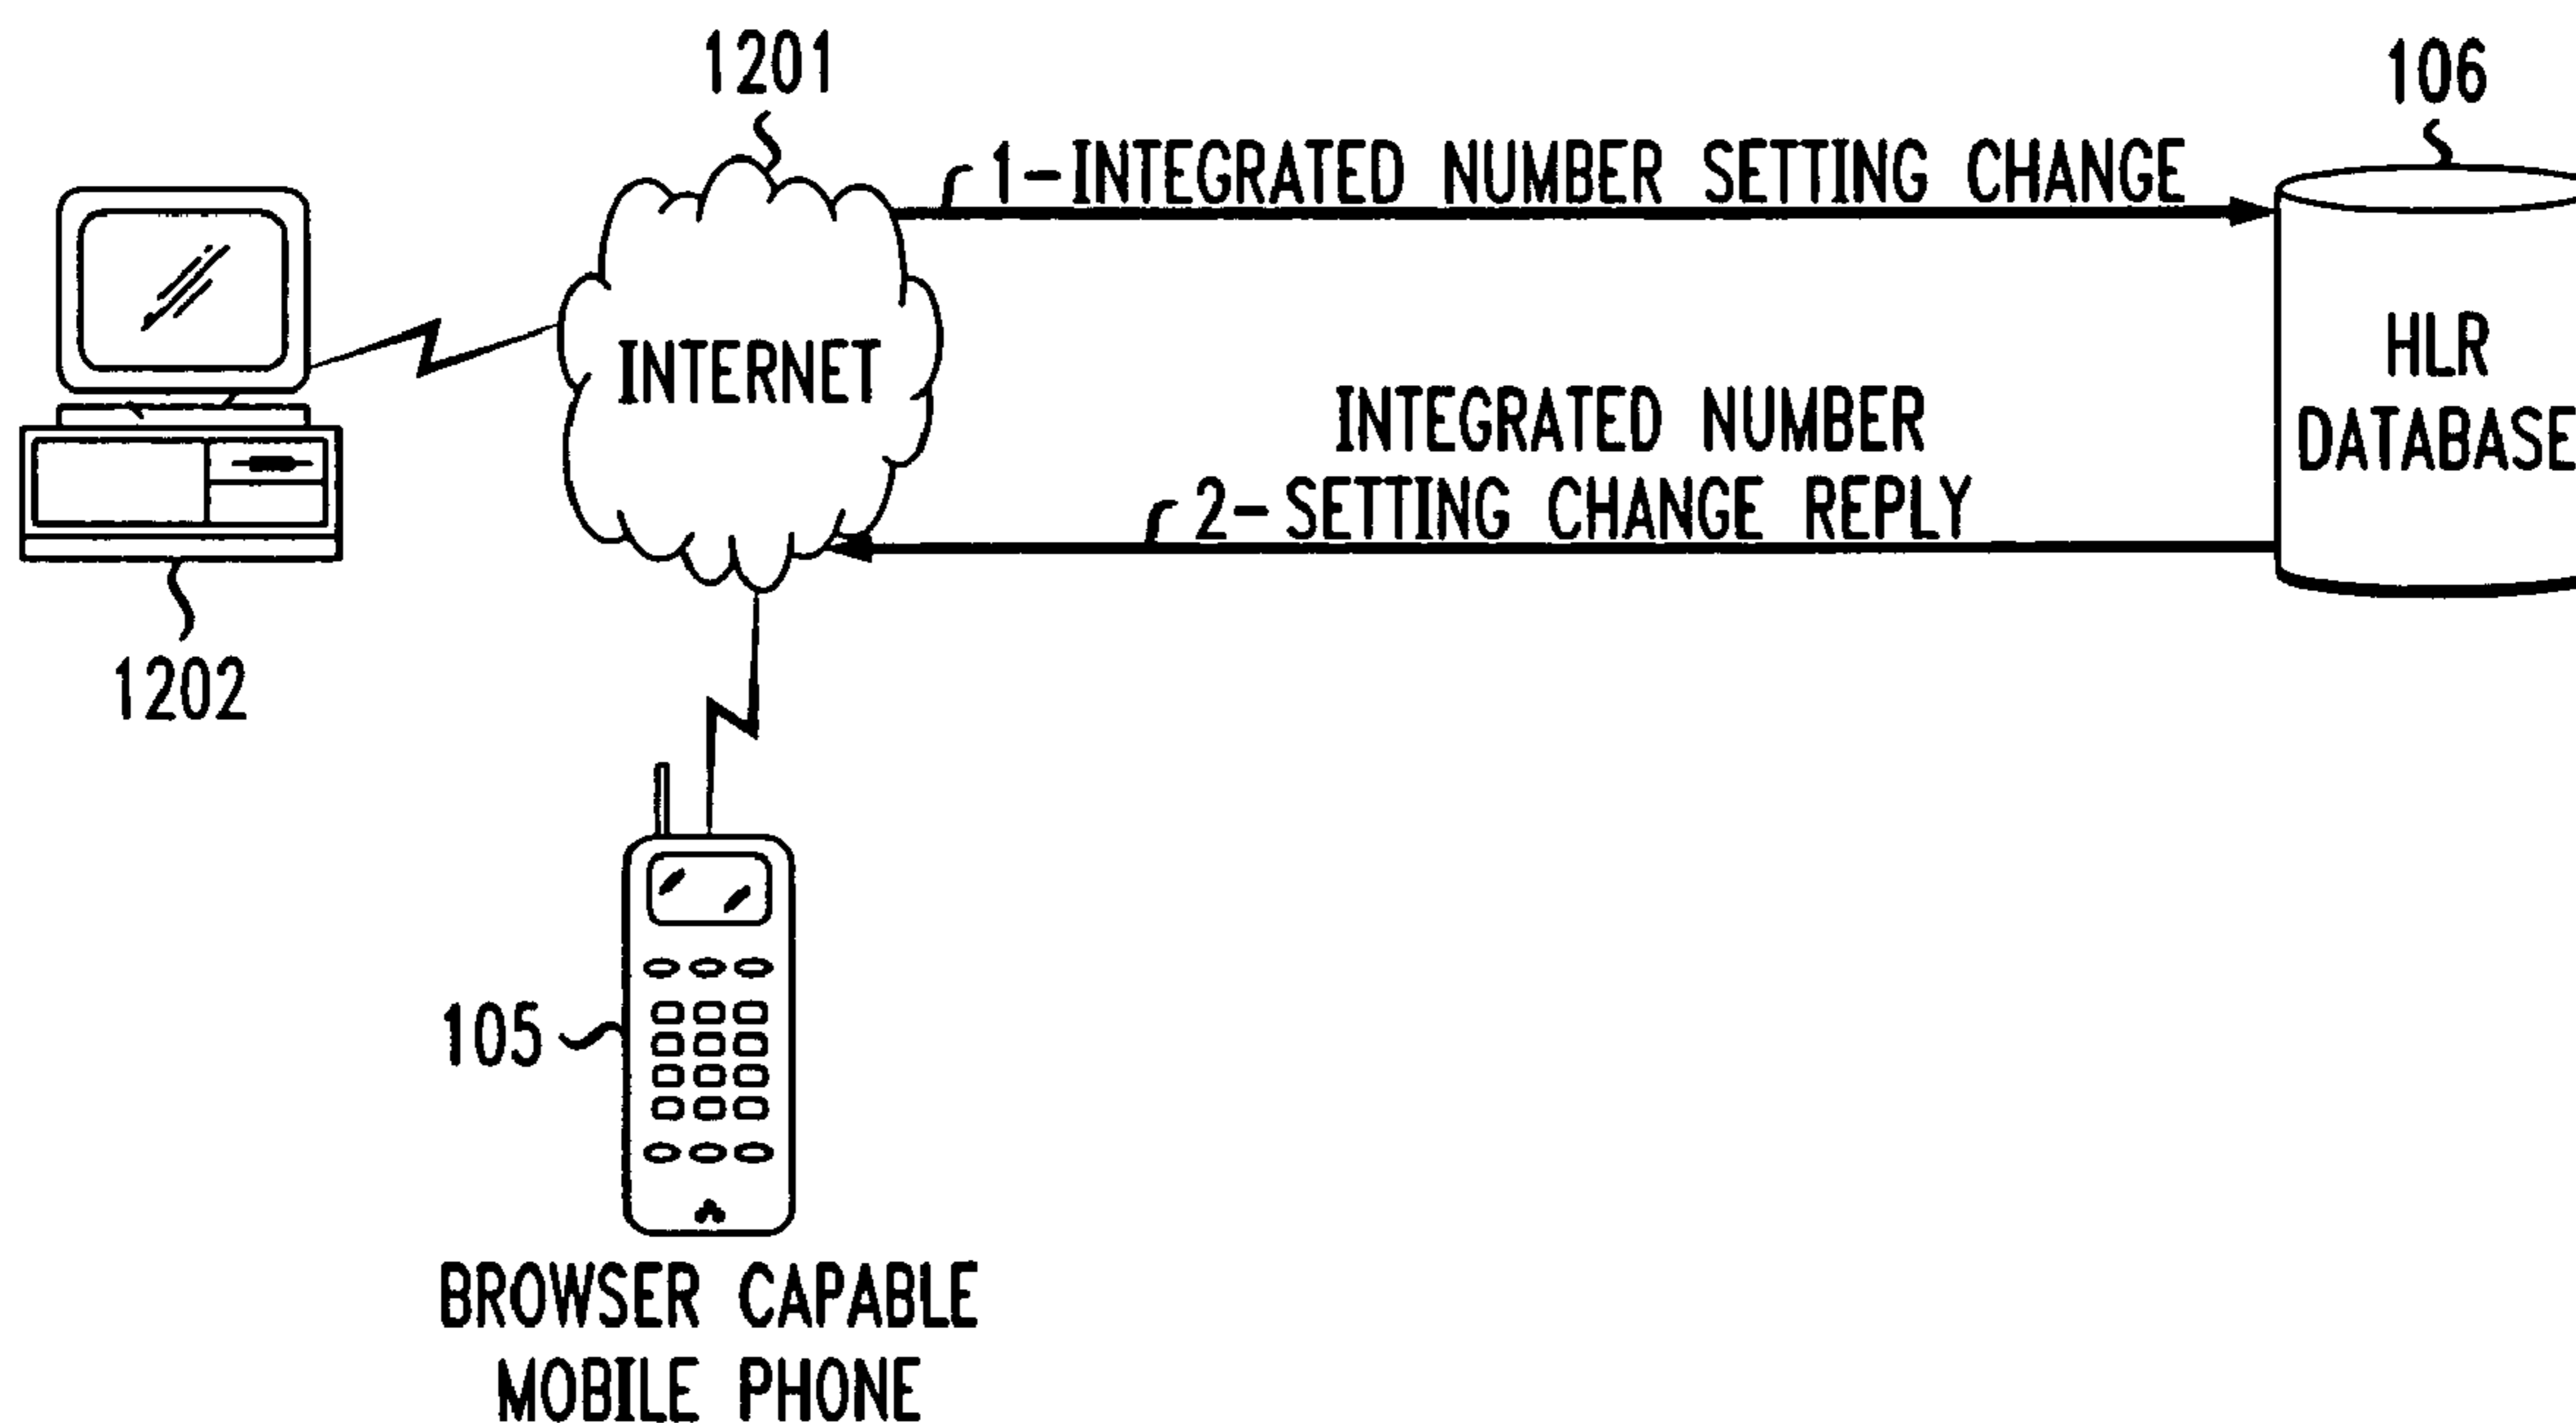 1201
106
1-INTEGRATED NUMBER SETTING CHANGE
INTERNET
HLR
DATABASE
INTEGRATED NUMBER
2-SETTING CHANGE REPLY
1202
105
BROWSER CAPABLE
MOBILE PHONE